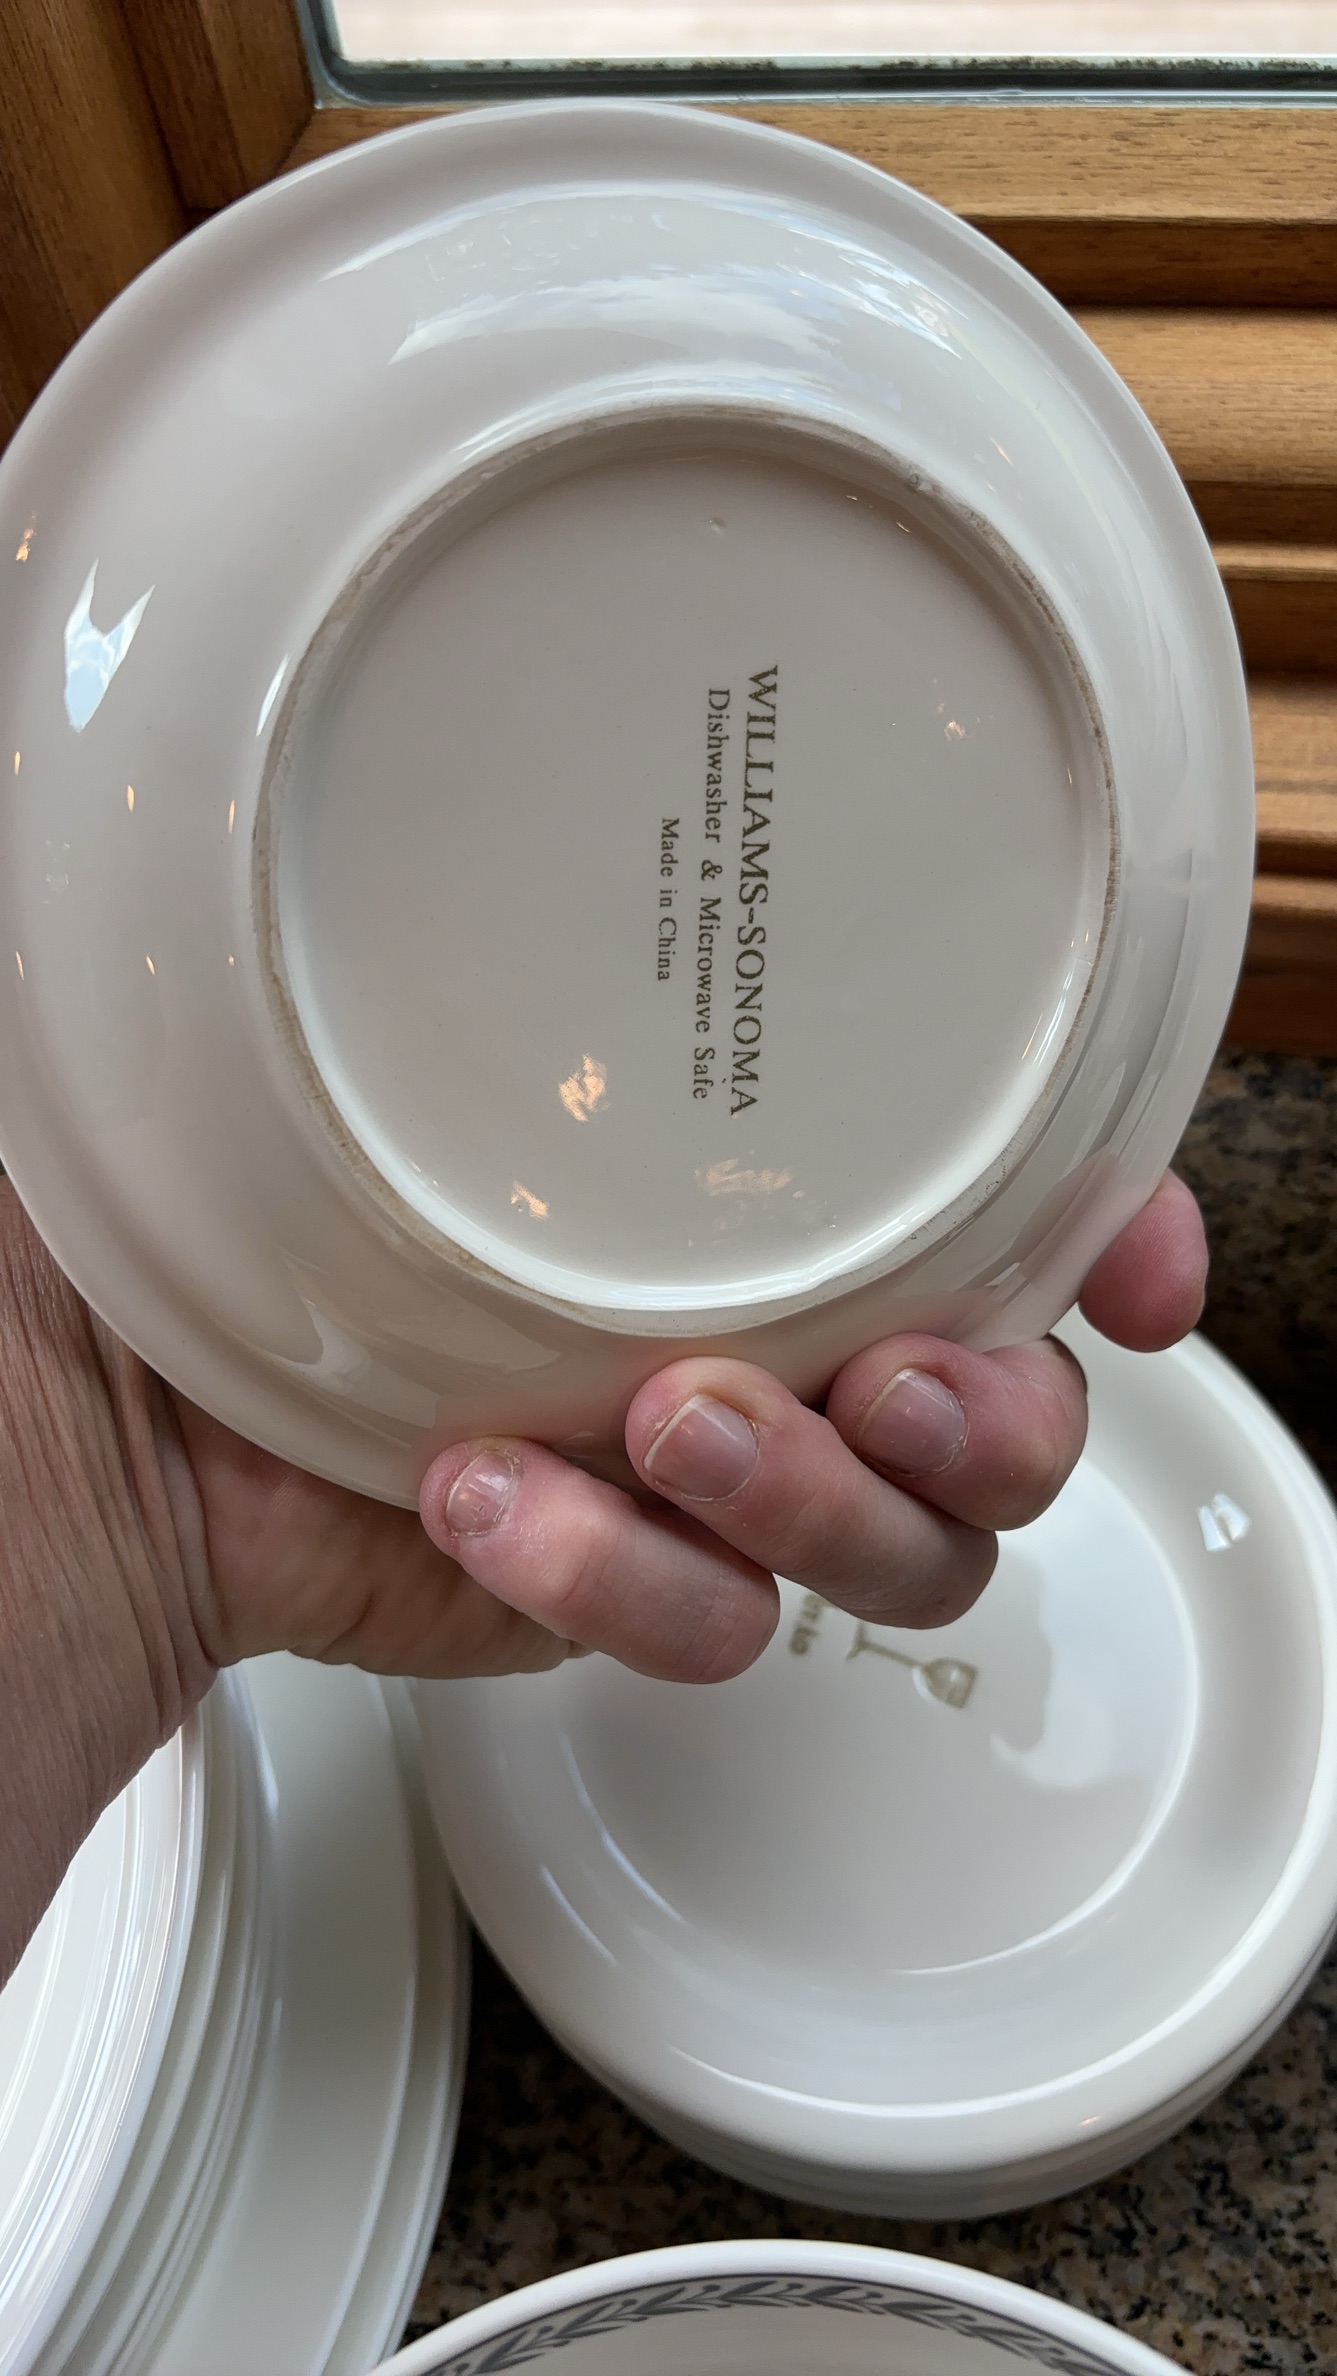 WILLIAMS-SONOMA
Dishwasher & Microwave Safe
Made in China